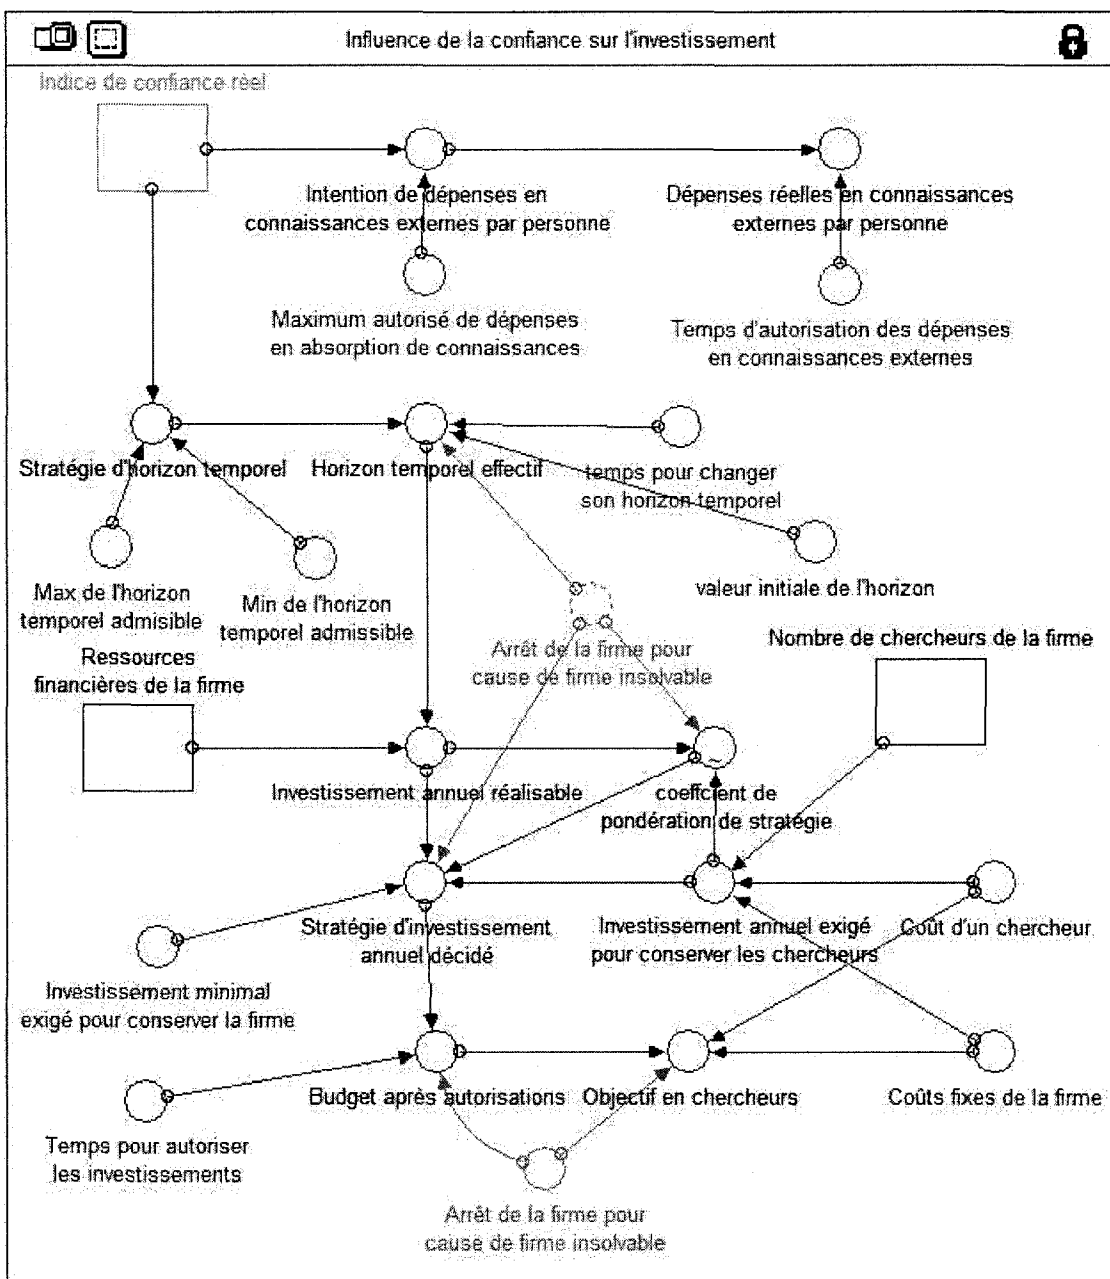 Influence de la confiance sur l'investissement
Indice de confiance réel
Intention de dépenses en
connaissances externes par personne
Dépenses réelles en connaissances
externes par personne
Maximum autorisé de dépenses
en absorption de connaissances
Temps d'autorisation des dépenses
en connaissances externes
Stratégie d'horizon temporel
Horizon temporel effectif
temps pour changer
son horizon temporel
Max de l'horizon
temporel admisible
Min de l'horizon
temporel admissible
valeur initiale de l'horizon
Arrêt de la firme pour
cause de firme insolvable
Nombre de chercheurs de la firme
Ressources
financières de la firme
Investissement annuel réalisable
coeffcient de
pondération de stratégie
~
Stratégie d'investissement
annuel décidé
Investissement annuel exigé
pour conserver les chercheurs
Coût d'un chercheur
Investissement minimal
exigé pour conserver la firme
Budget après autorisations
Objectif en chercheurs
Coûts fixes de la firme
Temps pour autoriser
les investissements
Arrêt de la firme pour
cause de firme insolvable